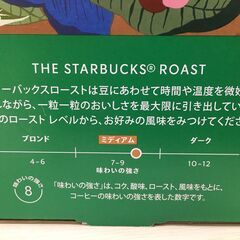 THE STARBUCKS® ROAST
ーバックスローストは豆にあわせて時間や温度を微妙
ながら、一粒一粒のおいしさを最大限に引き出してい
のロースト レベルから、お好みの風味をみつけてくださ
ブロンド ミディアム ダーク
4–6 7–9 10–12
味わいの強さ
味わいの強さ
8
「味わいの強さ」は、コク、酸味、ロースト、風味をもとに、
コーヒーの味わいの強さを表した数字です。